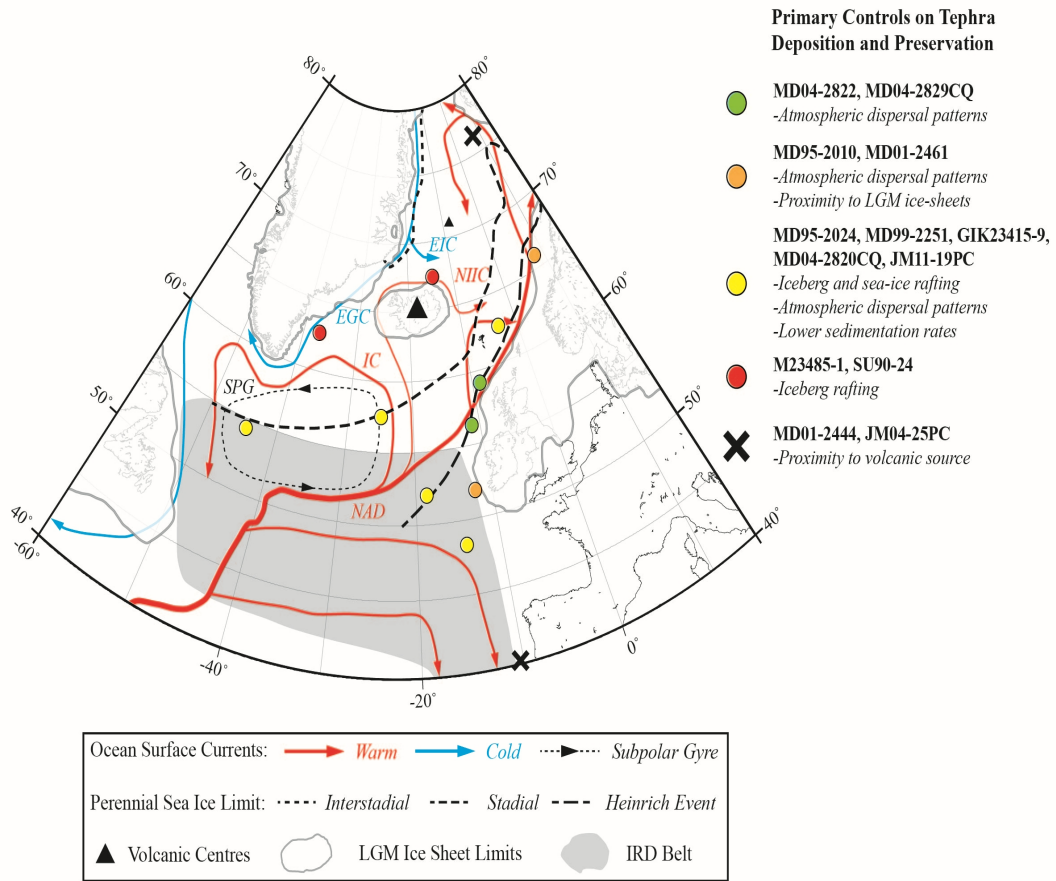 Primary Controls on Tephra
Deposition and Preservation
MD04-2822, MD04-2829CQ
-Atmospheric dispersal patterns
MD95-2010, MD01-2461
-Atmospheric dispersal patterns
-Proximity to LGM ice-sheets
MD95-2024, MD99-2251, GIK23415-9,
MD04-2820CQ, JM11-19PC
-Iceberg and sea-ice rafting
-Atmospheric dispersal patterns
-Lower sedimentation rates
M23485-1, SU90-24
-Iceberg rafting
MD01-2444, JM04-25PC
-Proximity to volcanic source
80˚
80˚
70˚
70˚
60˚
60˚
50˚
50˚
40˚
40˚
-60˚
-40˚
-20˚
0˚
EIC
NIIC
EGC
IC
SPG
NAD
Ocean Surface Currents: Warm Cold Subpolar Gyre
Perennial Sea Ice Limit: Interstadial Stadial Heinrich Event
Volcanic Centres LGM Ice Sheet Limits IRD Belt